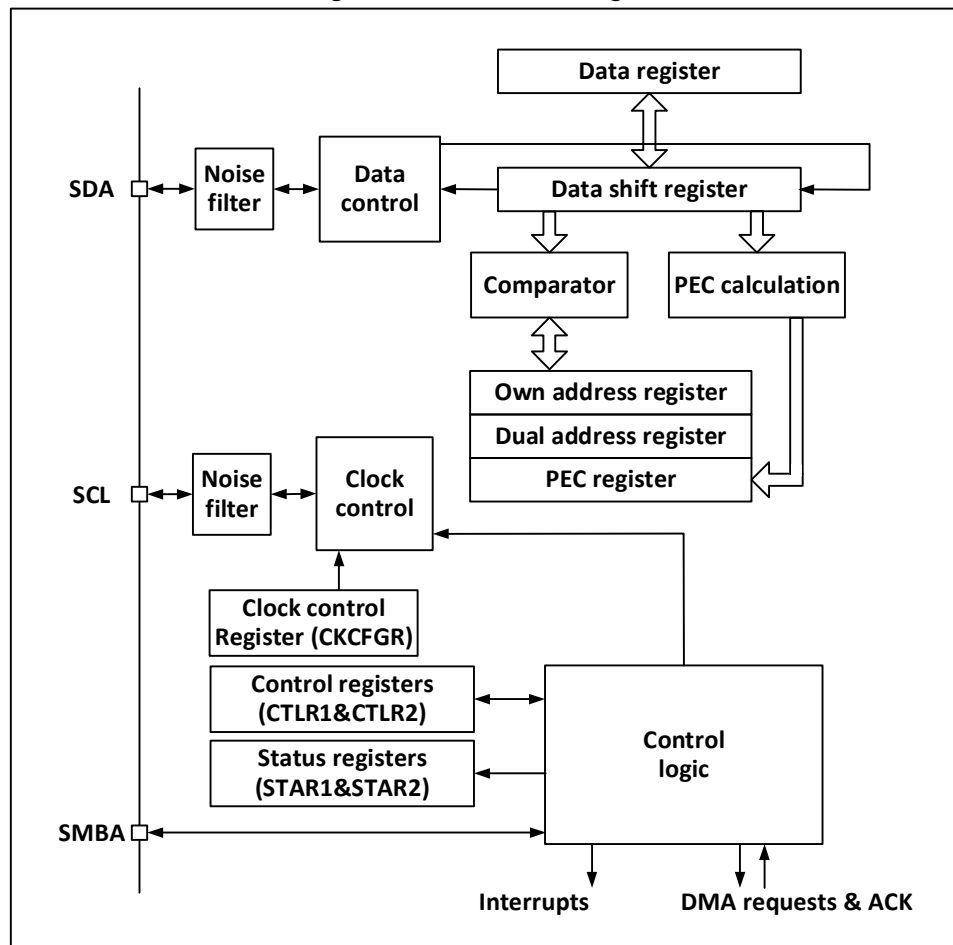 Data register
SDA
Noise
filter
Data
control
Data shift register
Comparator
PEC calculation
Own address register
Dual address register
PEC register
SCL
Noise
filter
Clock
control
Clock control
Register (CKCFGR)
Control registers
(CTLR1&CTLR2)
Status registers
(STAR1&STAR2)
Control
logic
SMBA
Interrupts
DMA requests & ACK